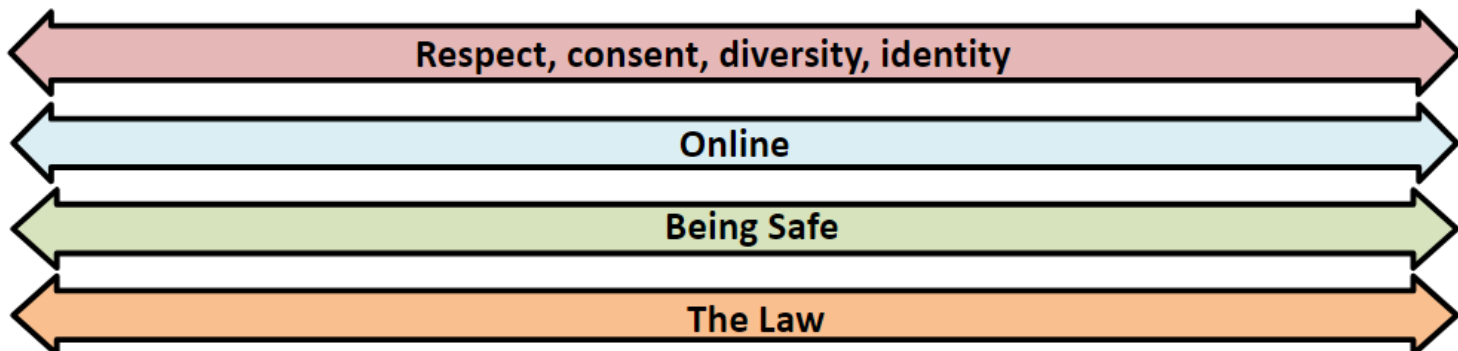 Respect, consent, diversity, identity
Online
Being Safe
The Law